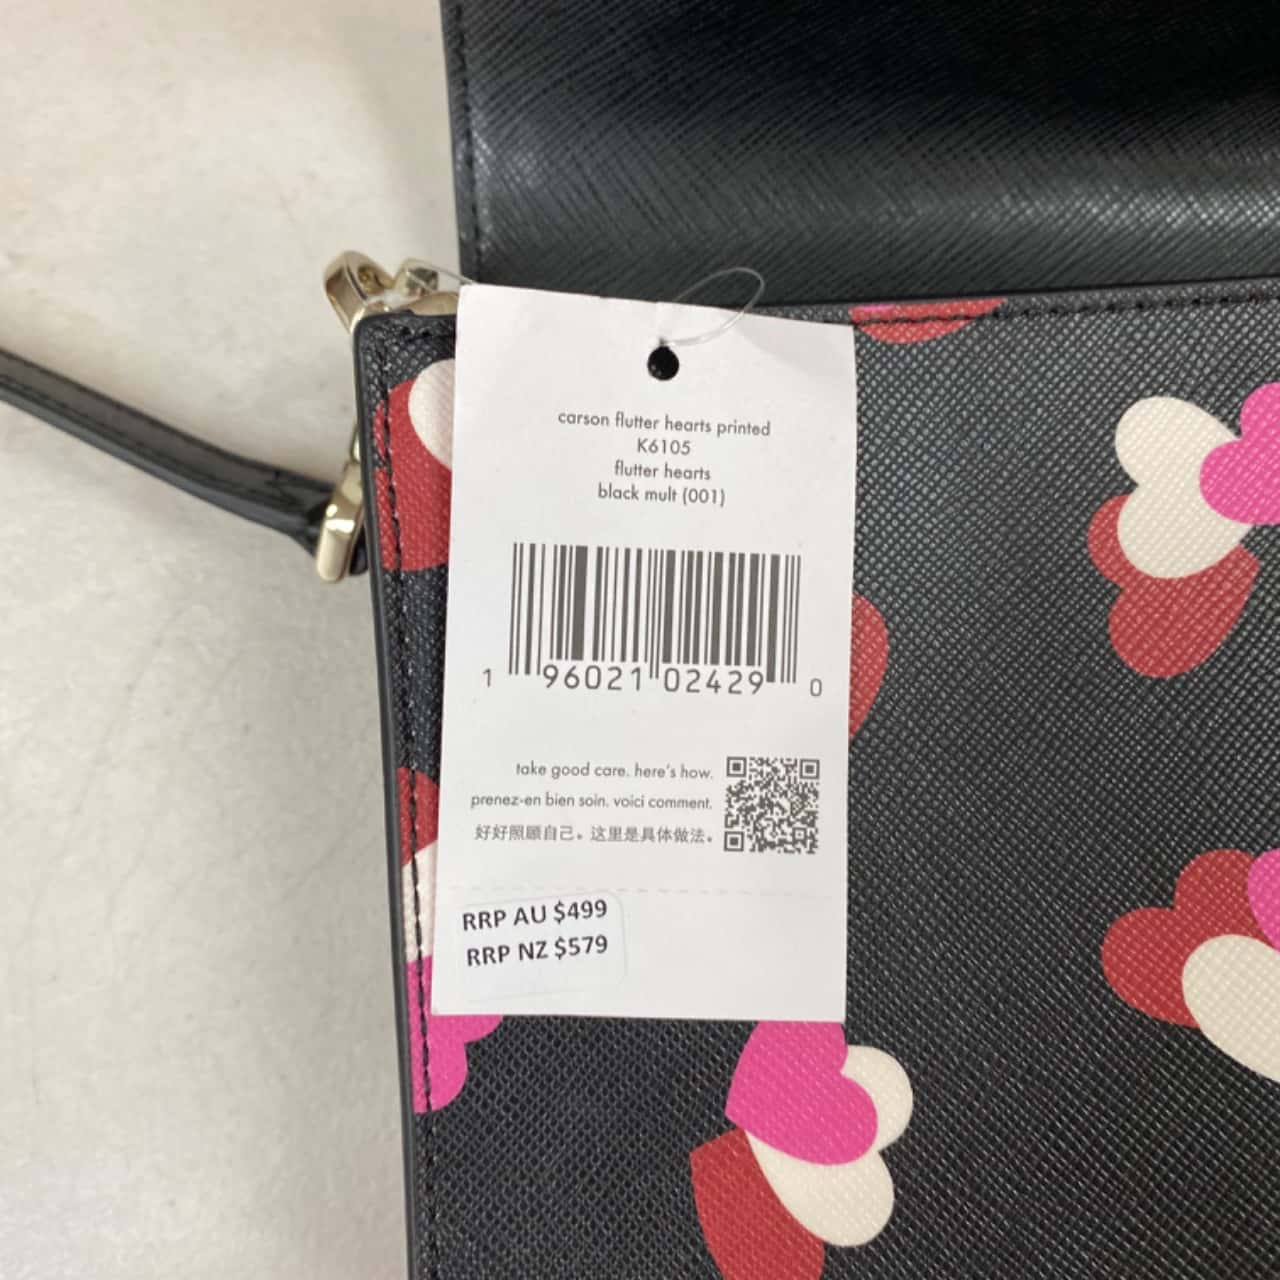 carson flutter hearts printed
K6105
flutter hearts
black mult (001)
1 96021 02429 0
take good care. here's how.
prenez-en bien soin. voici comment.
好好照顾自己。这里是具体做法。
RRP AU $499
RRP NZ $579